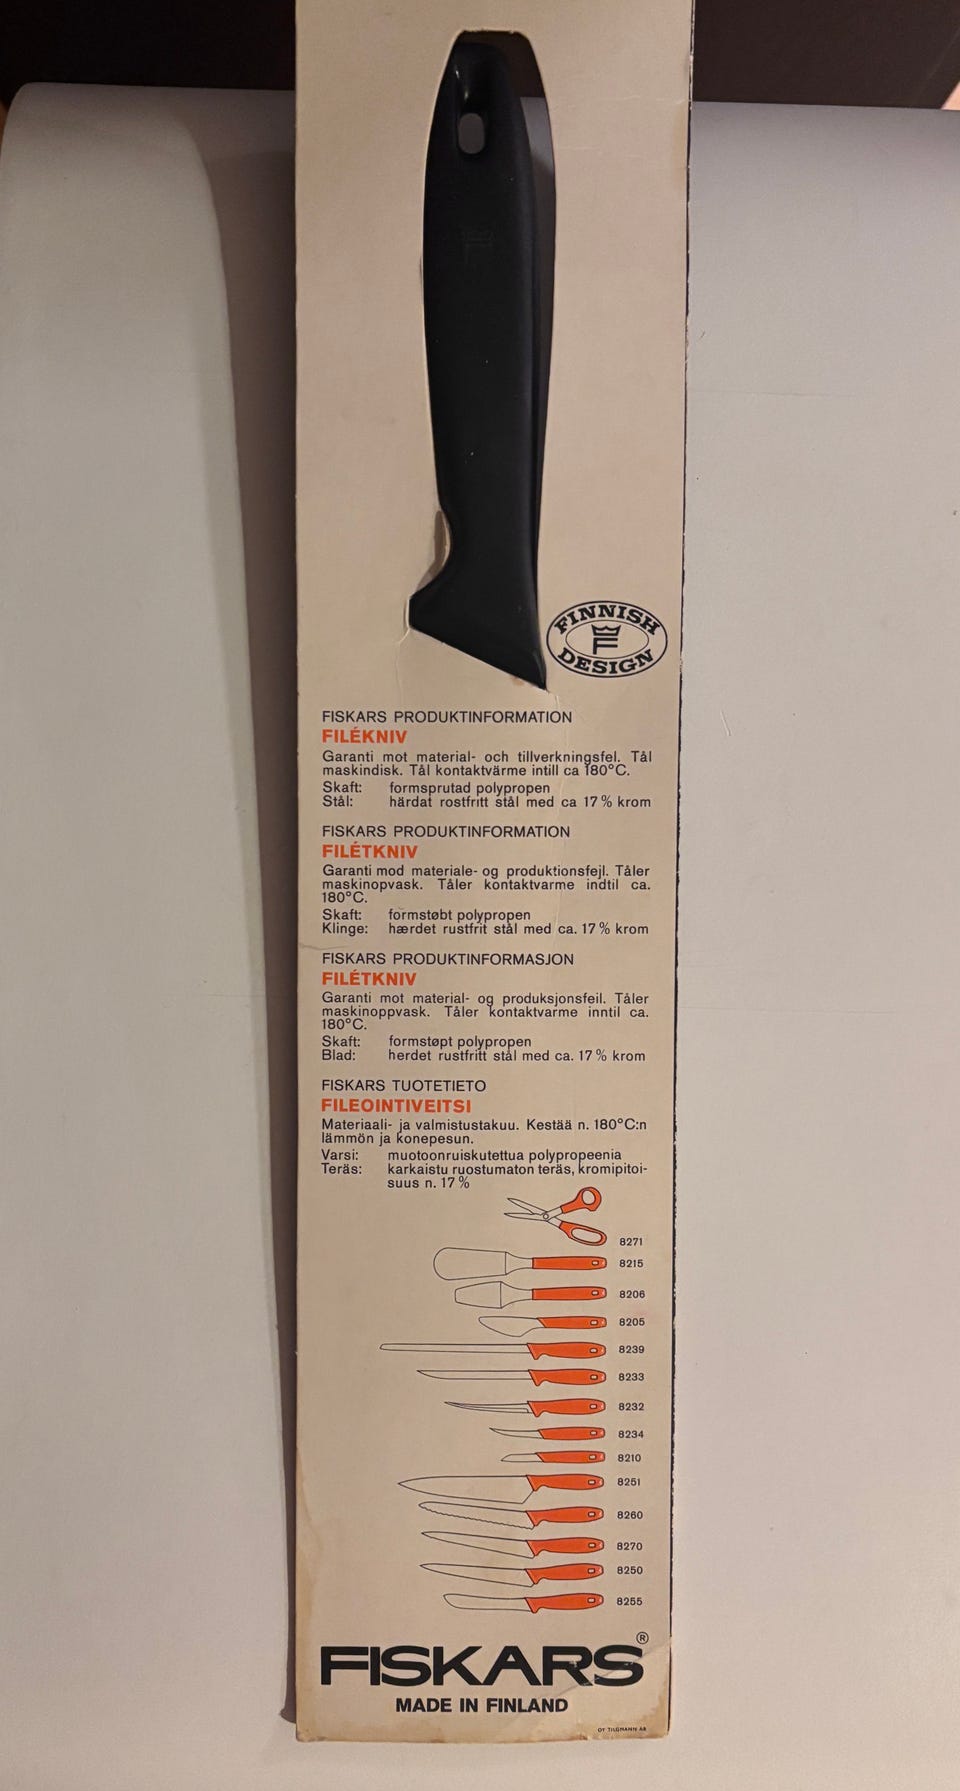 FINNISH
F
DESIGN
FISKARS PRODUKTINFORMATION
FILÉKNIV
Garanti mot material- och tillverkningsfel. Tål
maskindisk. Tål kontaktvärme intill ca 180°C.
Skaft: formsprutad polypropen
Stål: härdat rostfritt stål med ca 17 % krom
FISKARS PRODUKTINFORMATION
FILÉTKNIV
Garanti mod materiale- og produktionsfejl. Tåler
maskinopvask. Tåler kontaktvarme indtil ca.
180°C.
Skaft: formstøbt polypropen
Klinge: hærdet rustfrit stål med ca. 17 % krom
FISKARS PRODUKTINFORMASJON
FILÉTKNIV
Garanti mot material- og produksjonsfeil. Tåler
maskinoppvask. Tåler kontaktvarme inntil ca.
180°C.
Skaft: formstøpt polypropen
Blad: herdet rustfritt stål med ca. 17 % krom
FISKARS TUOTETIETO
FILEOINTIVEITSI
Materiaali- ja valmistustakuu. Kestää n. 180°C:n
lämmön ja konepesun.
Varsi: muotoonruiskutettua polypropeenia
Teräs: karkaistu ruostumaton teräs, kromipitoi-
suus n. 17 %
8271
8215
8206
8205
8239
8233
8232
8234
8210
8251
8260
8270
8250
8255
FISKARS®
MADE IN FINLAND
OY TILGMANN AB